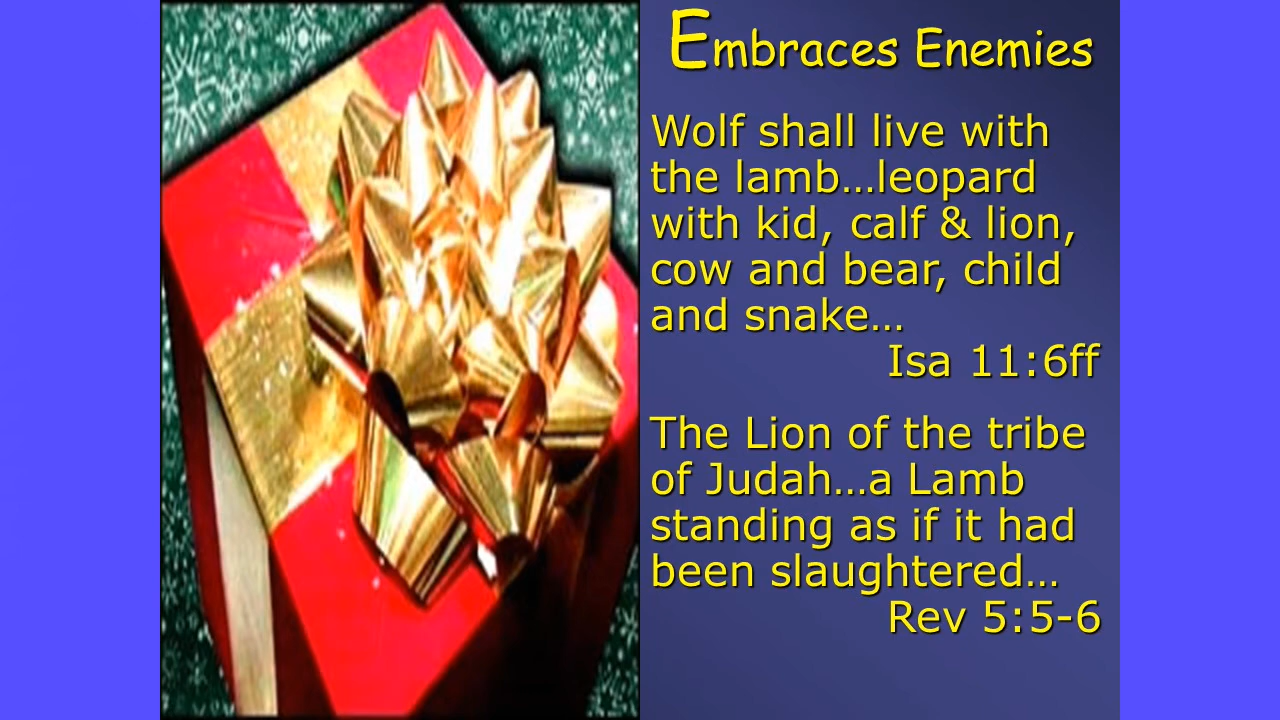 Embraces Enemies
Wolf shall live with
the lamb…leopard
with kid, calf & lion,
cow and bear, child
and snake…
Isa 11:6ff
The Lion of the tribe
of Judah…a Lamb
standing as if it had
been slaughtered…
Rev 5:5-6